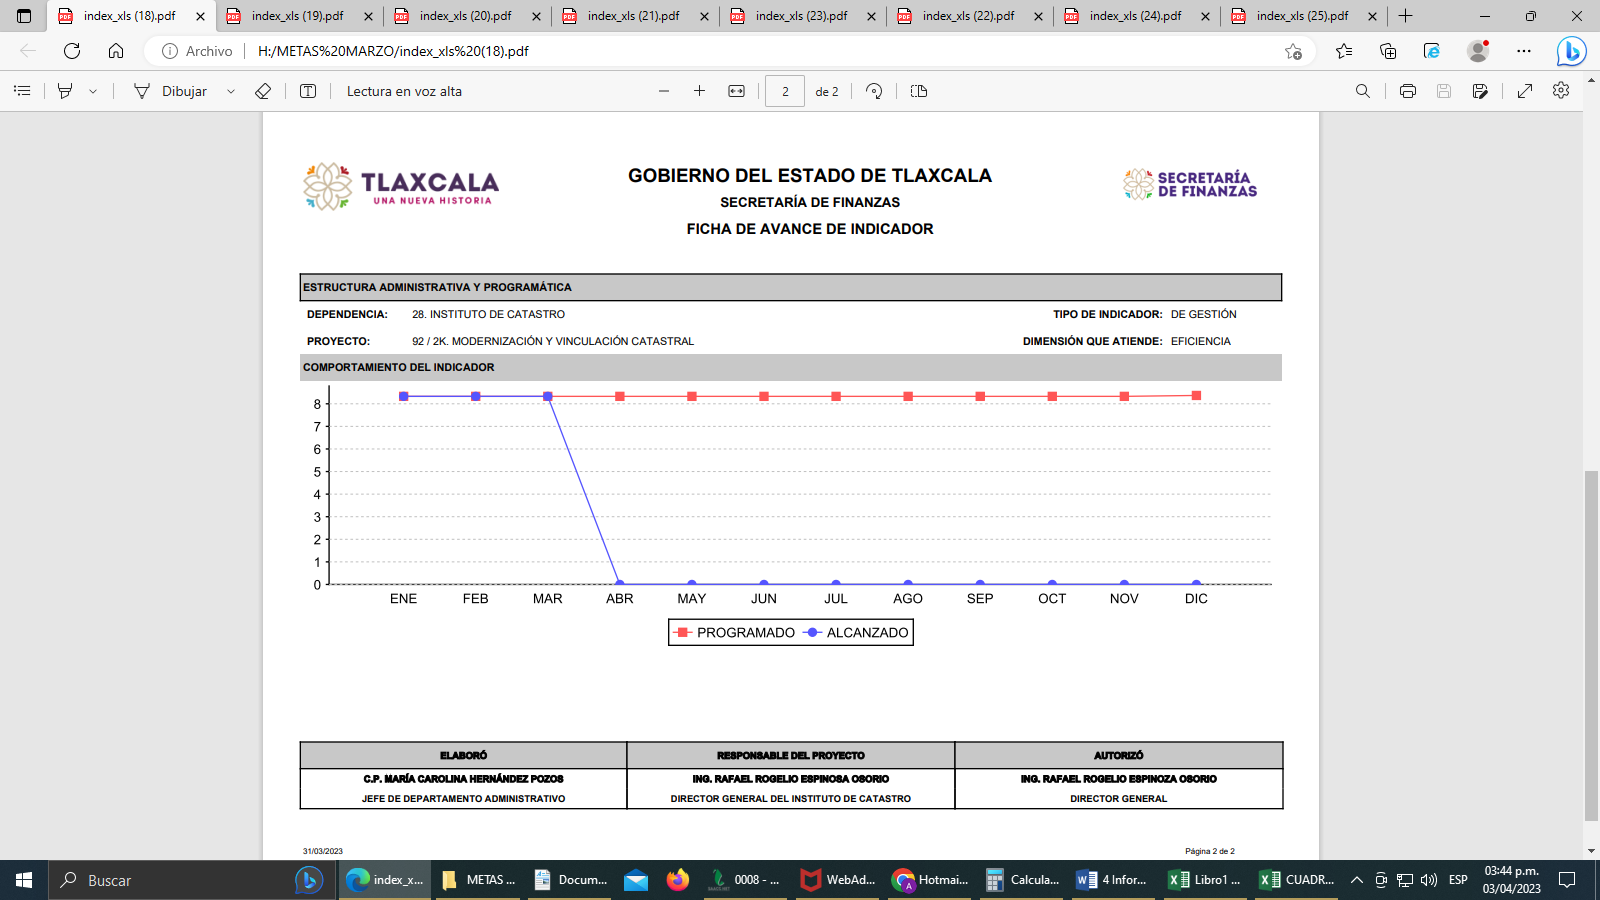 index_xls (18).pdf
index_xls (19).pdf
index_xls (20).pdf
index_xls (21).pdf
index_xls (23).pdf
index_xls (22).pdf
index_xls (24).pdf
index_xls (25).pdf
Archivo
H:/METAS%20MARZO/index_xls%20(18).pdf
Dibujar
Lectura en voz alta
2
de 2
TLAXCALA
UNA NUEVA HISTORIA
GOBIERNO DEL ESTADO DE TLAXCALA
SECRETARÍA DE FINANZAS
FICHA DE AVANCE DE INDICADOR
SECRETARÍA
DE FINANZAS
ESTRUCTURA ADMINISTRATIVA Y PROGRAMÁTICA
DEPENDENCIA: 28. INSTITUTO DE CATASTRO TIPO DE INDICADOR: DE GESTIÓN
PROYECTO: 92 / 2K. MODERNIZACIÓN Y VINCULACIÓN CATASTRAL DIMENSIÓN QUE ATIENDE: EFICIENCIA
COMPORTAMIENTO DEL INDICADOR
8
7
6
5
4
3
2
1
0
ENE FEB MAR ABR MAY JUN JUL AGO SEP OCT NOV DIC
PROGRAMADO ALCANZADO
ELABORÓ RESPONSABLE DEL PROYECTO AUTORIZÓ
C.P. MARÍA CAROLINA HERNÁNDEZ POZOS ING. RAFAEL ROGELIO ESPINOSA OSORIO ING. RAFAEL ROGELIO ESPINOZA OSORIO
JEFE DE DEPARTAMENTO ADMINISTRATIVO DIRECTOR GENERAL DEL INSTITUTO DE CATASTRO DIRECTOR GENERAL
31/03/2023 Página 2 de 2
Buscar
index_x...
METAS ...
Docum...
0008 - ...
WebAd...
Hotmai...
Calcula...
4 Infor...
Libro1 ...
CUADR...
ESP
03:44 p.m.
03/04/2023